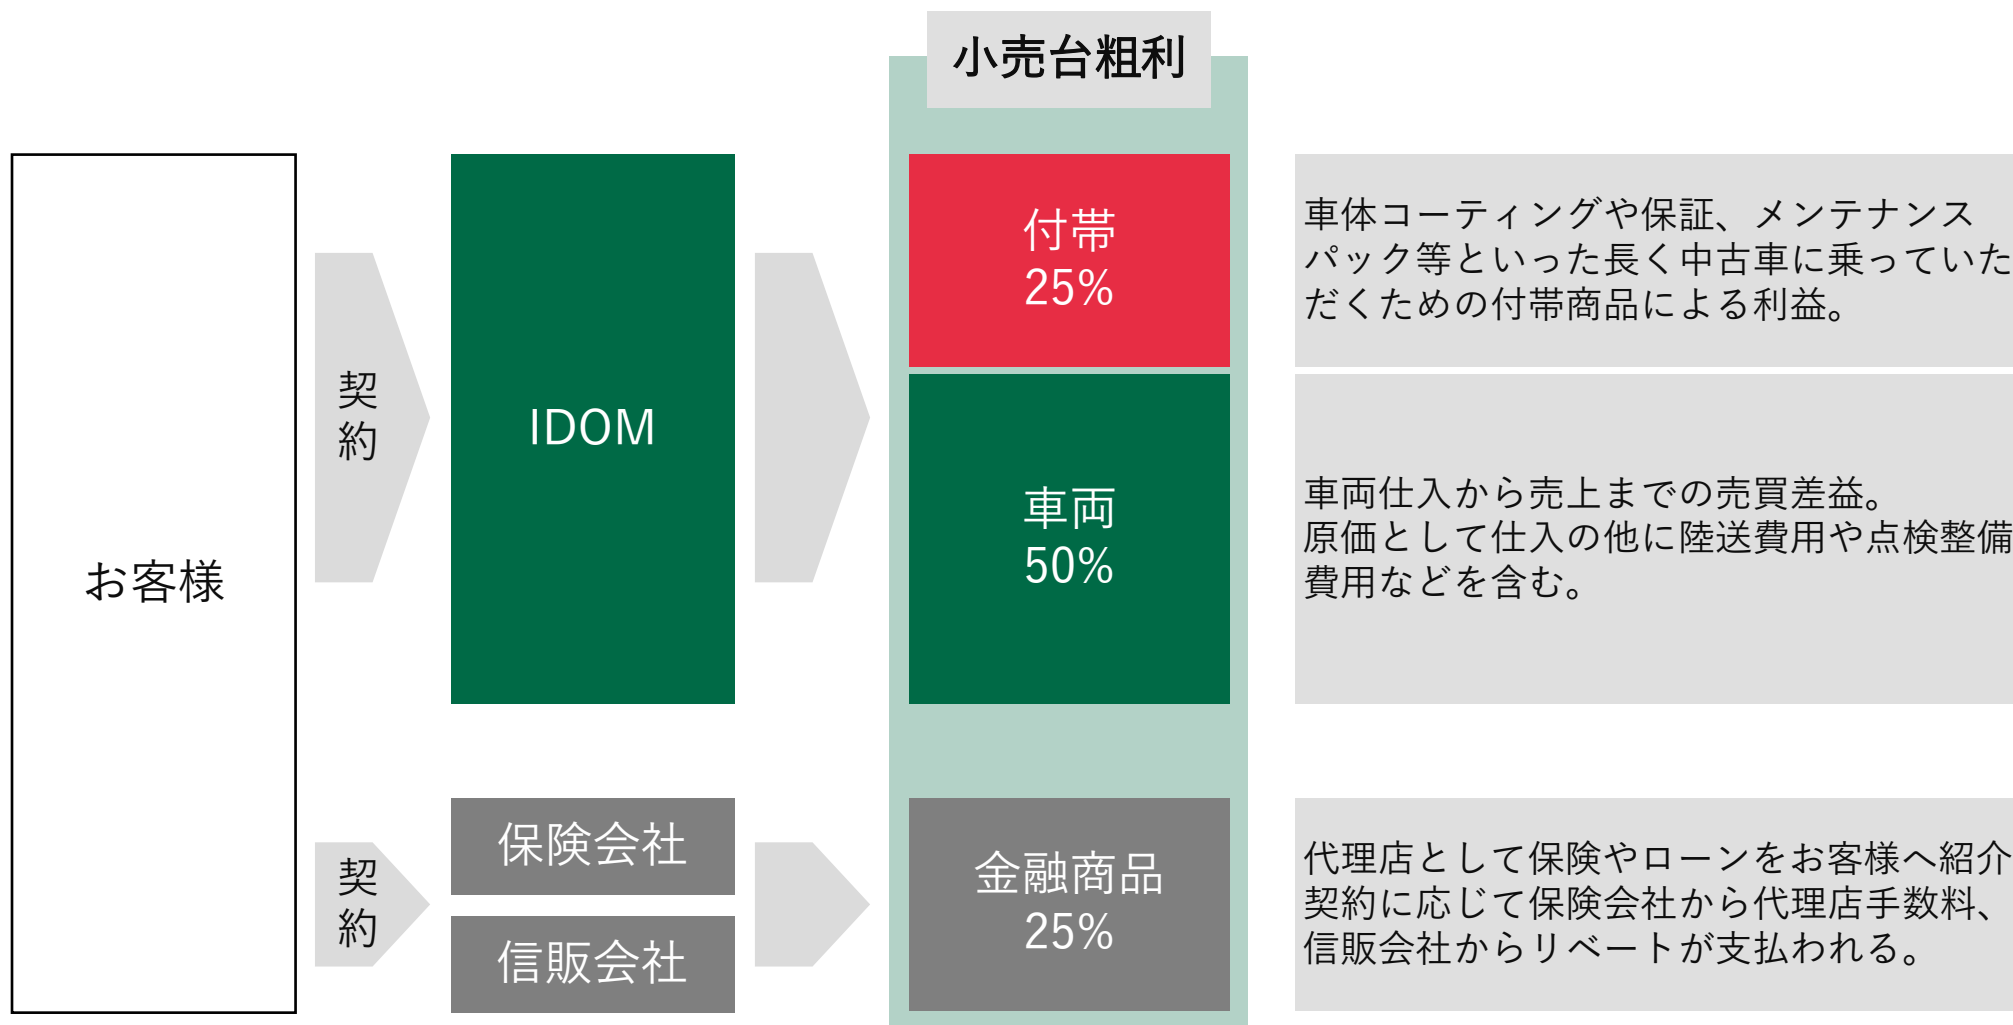 小売台粗利
お客様
契
約
IDOM
付帯
25%
車体コーティングや保証、メンテナンス
パック等といった長く中古車に乗っていた
だくための付帯商品による利益。
車両
50%
車両仕入から売上までの売買差益。
原価として仕入の他に陸送費用や点検整備
費用などを含む。
契
約
保険会社
信販会社
金融商品
25%
代理店として保険やローンをお客様へ紹介
契約に応じて保険会社から代理店手数料、
信販会社からリベートが支払われる。